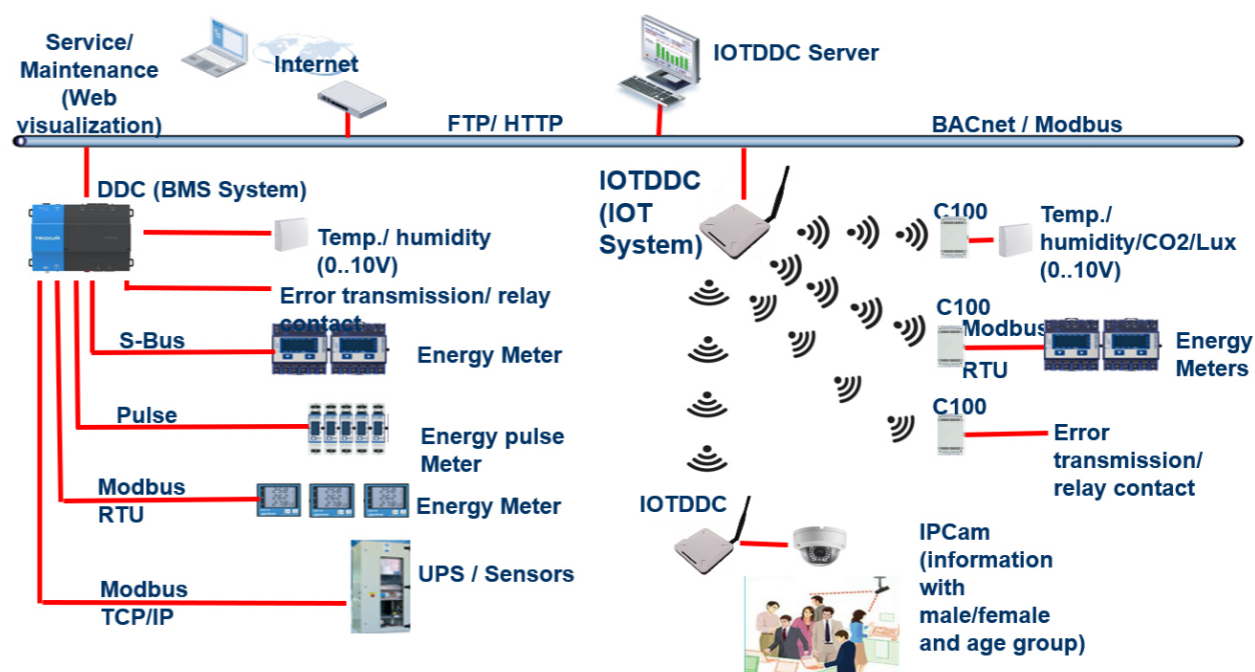 Service/
Maintenance
(Web
visualization)
Internet
IOTDDC Server
FTP/ HTTP
BACnet / Modbus
DDC (BMS System)
Temp./ humidity
(0..10V)
Error transmission/ relay
contact
S-Bus
Energy Meter
Pulse
Energy pulse
Meter
Modbus
RTU
Energy Meter
Modbus
TCP/IP
UPS / Sensors
IOTDDC
(IOT
System)
C100
Temp./
humidity/CO2/Lux
(0..10V)
C100
Modbus
RTU
Energy
Meters
C100
Error
transmission/
relay contact
IOTDDC
IPCam
(information
with
male/female
and age group)